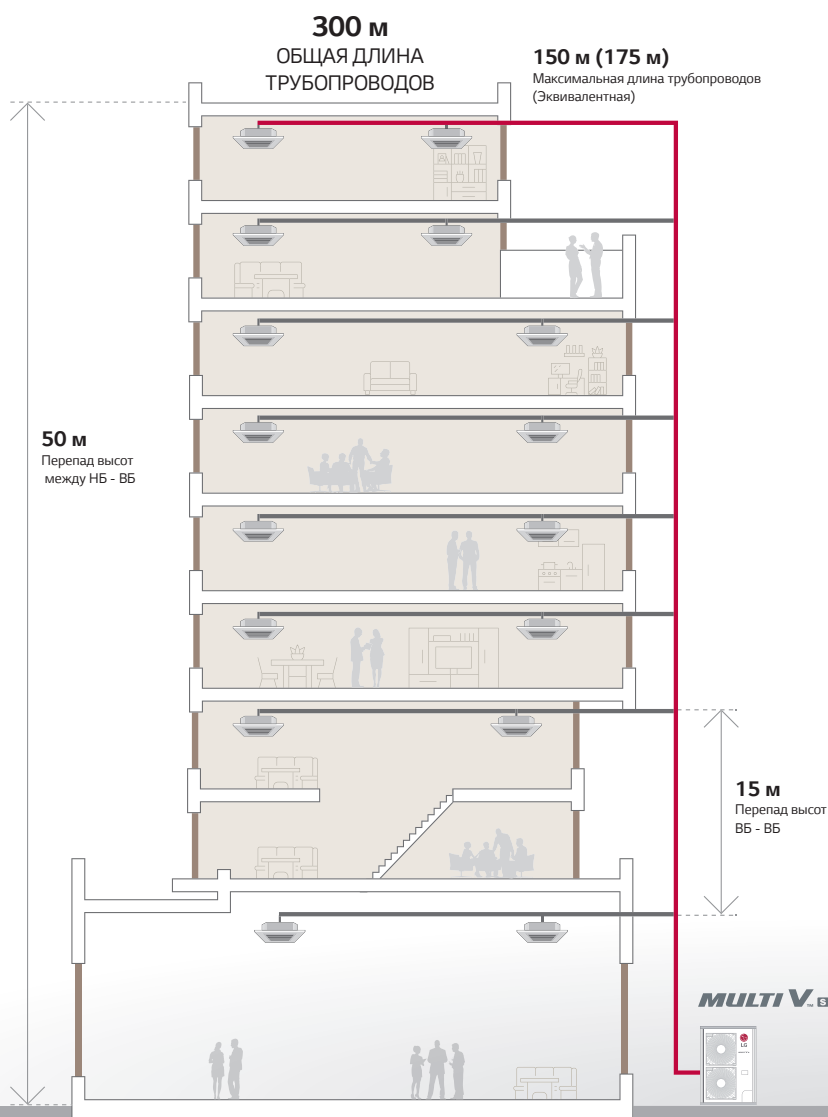 300 м
ОБЩАЯ ДЛИНА
ТРУБОПРОВОДОВ
150 м (175 м)
Максимальная длина трубопроводов
(Эквивалентная)
50 м
Перепад высот
между НБ - ВБ
15 м
Перепад высот
ВБ - ВБ
MULTI V™ S
LG